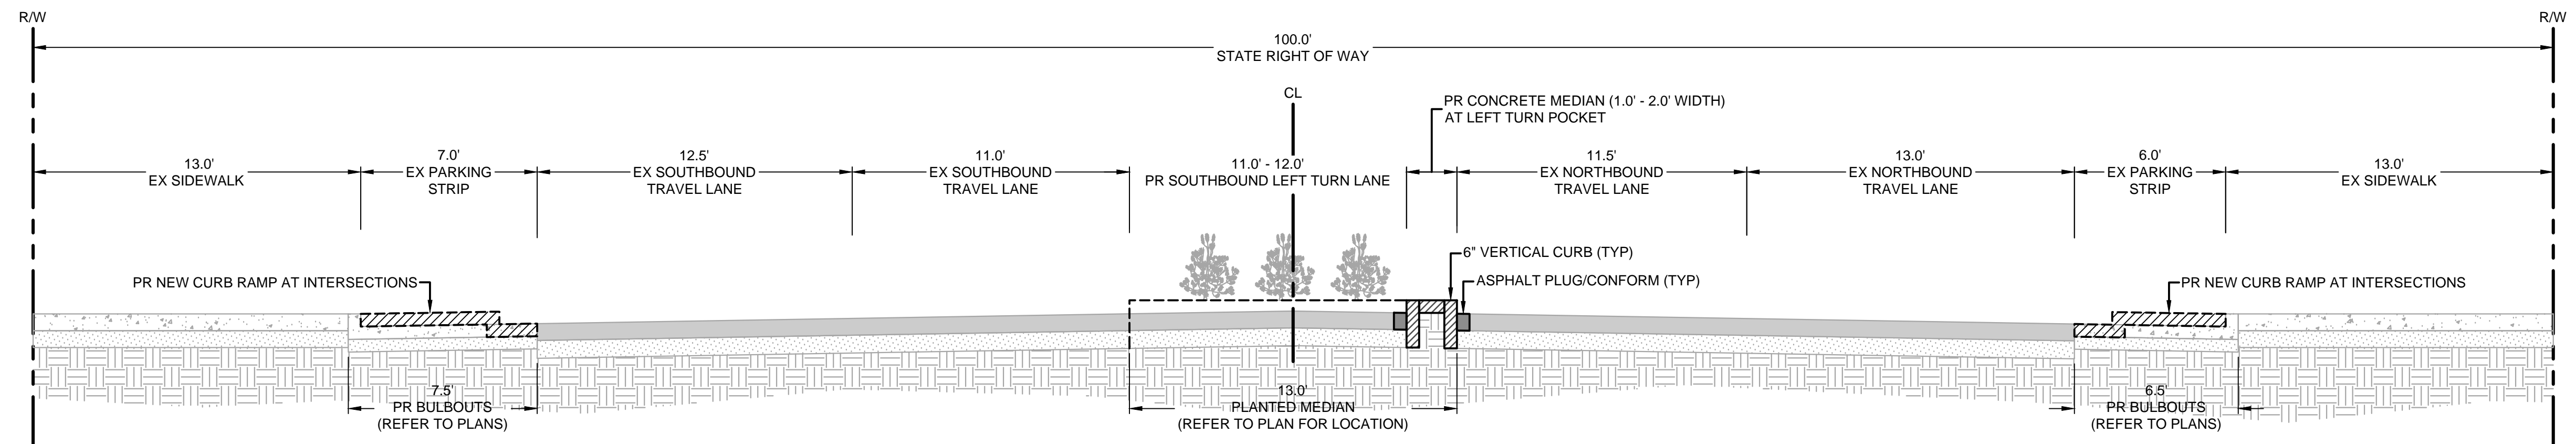 R/W
R/W
100.0'
STATE RIGHT OF WAY
CL
PR CONCRETE MEDIAN (1.0' - 2.0' WIDTH)
AT LEFT TURN POCKET
13.0'
EX SIDEWALK
7.0'
EX PARKING
STRIP
12.5'
EX SOUTHBOUND
TRAVEL LANE
11.0'
EX SOUTHBOUND
TRAVEL LANE
11.0' - 12.0'
PR SOUTHBOUND LEFT TURN LANE
11.5'
EX NORTHBOUND
TRAVEL LANE
13.0'
EX NORTHBOUND
TRAVEL LANE
6.0'
EX PARKING
STRIP
13.0'
EX SIDEWALK
6" VERTICAL CURB (TYP)
ASPHALT PLUG/CONFORM (TYP)
PR NEW CURB RAMP AT INTERSECTIONS
PR NEW CURB RAMP AT INTERSECTIONS
7.5'
PR BULBOUTS
(REFER TO PLANS)
13.0'
PLANTED MEDIAN
(REFER TO PLAN FOR LOCATION)
6.5'
PR BULBOUTS
(REFER TO PLANS)